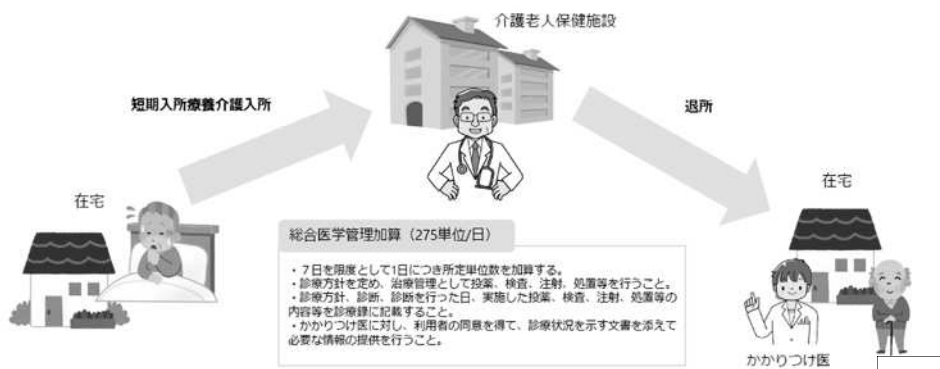 介護老人保健施設
短期入所療養介護入所
退所
在宅
在宅
総合医学管理加算（275単位/日）
・７日を限度として1日につき所定単位数を加算する。
・診療方針を定め、治療管理として投薬、検査、注射、処置等を行うこと。
・診療方針、診断、診断を行った日、実施した投薬、検査、注射、処置等の
内容等を診療録に記載すること。
・かかりつけ医に対し、利用者の同意を得て、診療状況を示す文書を添えて
必要な情報の提供を行うこと。
かかりつけ医